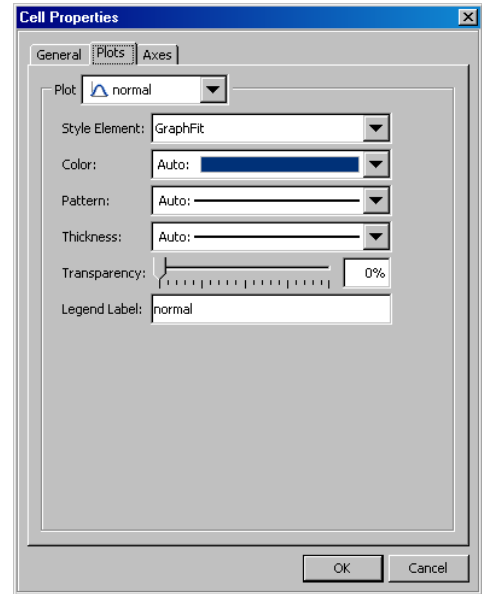 Cell Properties
General Plots Axes
Plot normal
Style Element: GraphFit
Color: Auto:
Pattern: Auto:
Thickness: Auto:
Transparency: 0%
Legend Label: normal
OK Cancel